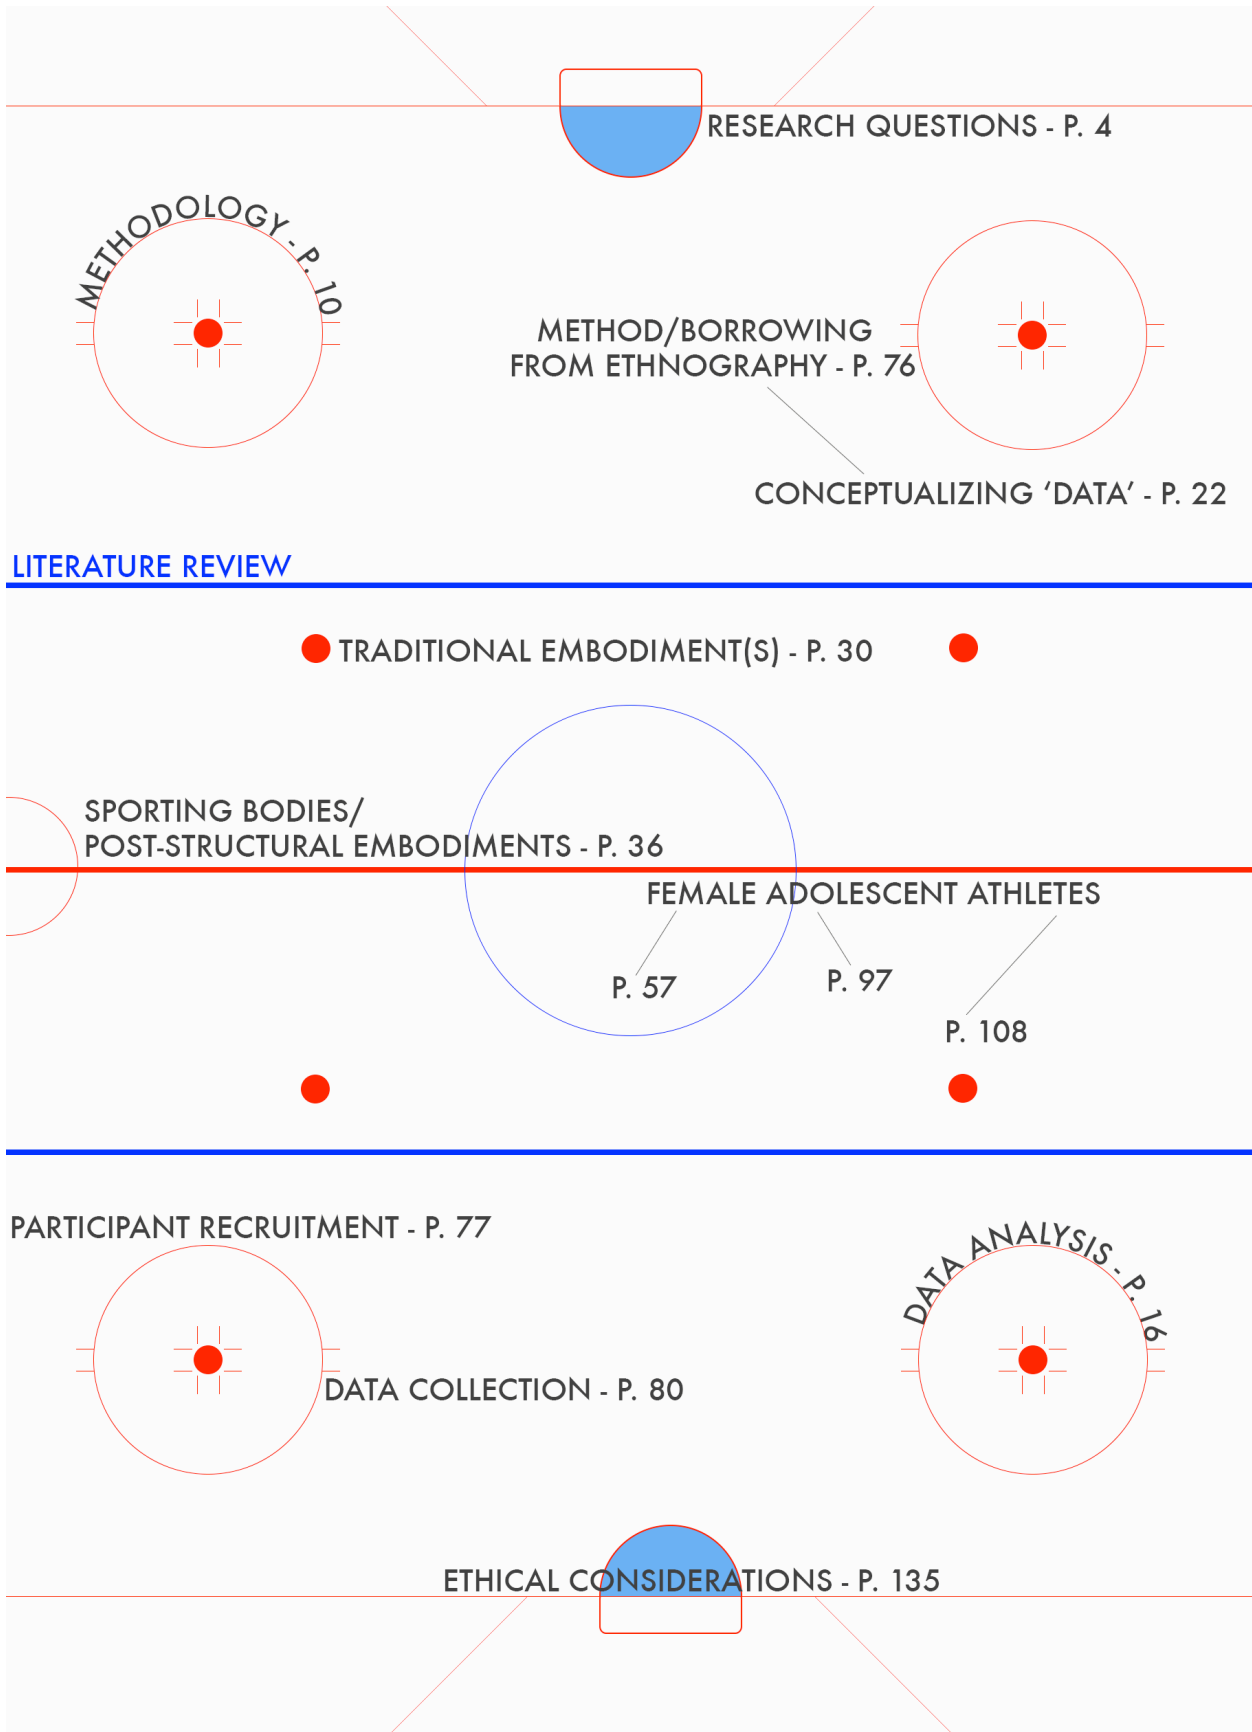 RESEARCH QUESTIONS - P. 4
METHODOLOGY - P. 10
METHOD/BORROWING
FROM ETHNOGRAPHY - P. 76
CONCEPTUALIZING ‘DATA’ - P. 22
LITERATURE REVIEW
TRADITIONAL EMBODIMENT(S) - P. 30
SPORTING BODIES/
POST-STRUCTURAL EMBODIMENTS - P. 36
FEMALE ADOLESCENT ATHLETES
P. 57
P. 97
P. 108
PARTICIPANT RECRUITMENT - P. 77
DATA ANALYSIS - P. 16
DATA COLLECTION - P. 80
ETHICAL CONSIDERATIONS - P. 135